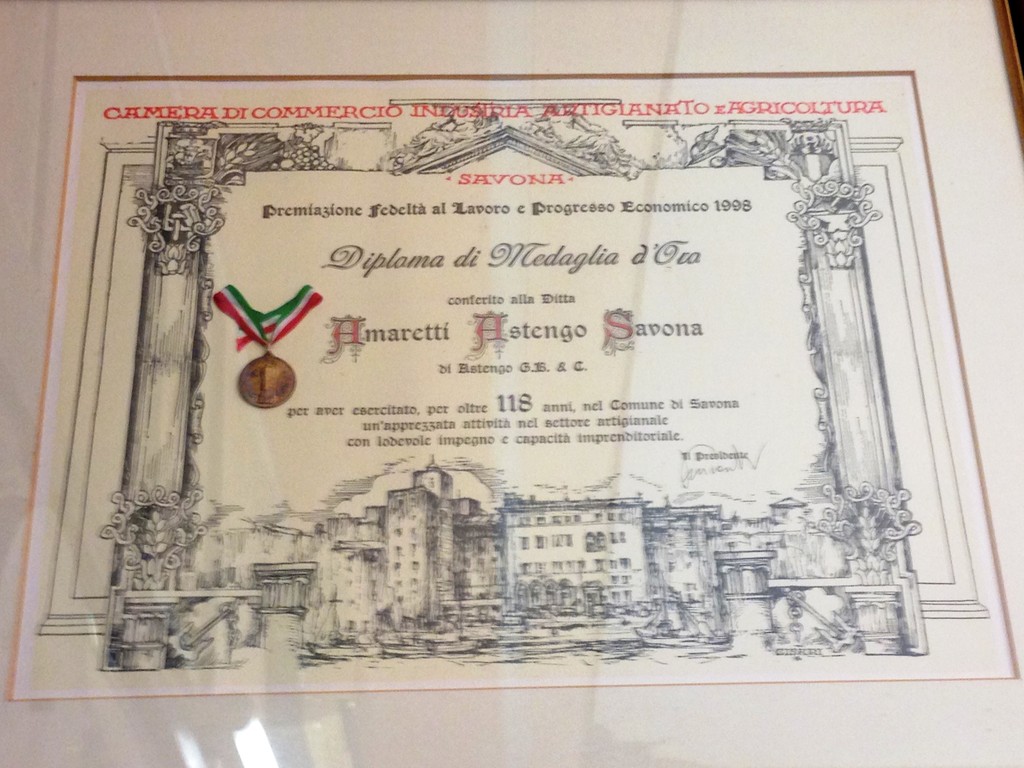 CAMERA DI COMMERCIO INDUSTRIA ARTIGIANATO E AGRICOLTURA
· SAVONA ·
Premiazione Fedeltà al Lavoro e Progresso Economico 1998
Diploma di Medaglia d'Oro
conferito alla Ditta
Amaretti Astengo Savona
di Astengo G.B. & C.
per aver esercitato, per oltre 118 anni, nel Comune di Savona
un'apprezzata attività nel settore artigianale
con lodevole impegno e capacità imprenditoriale.
Il Presidente